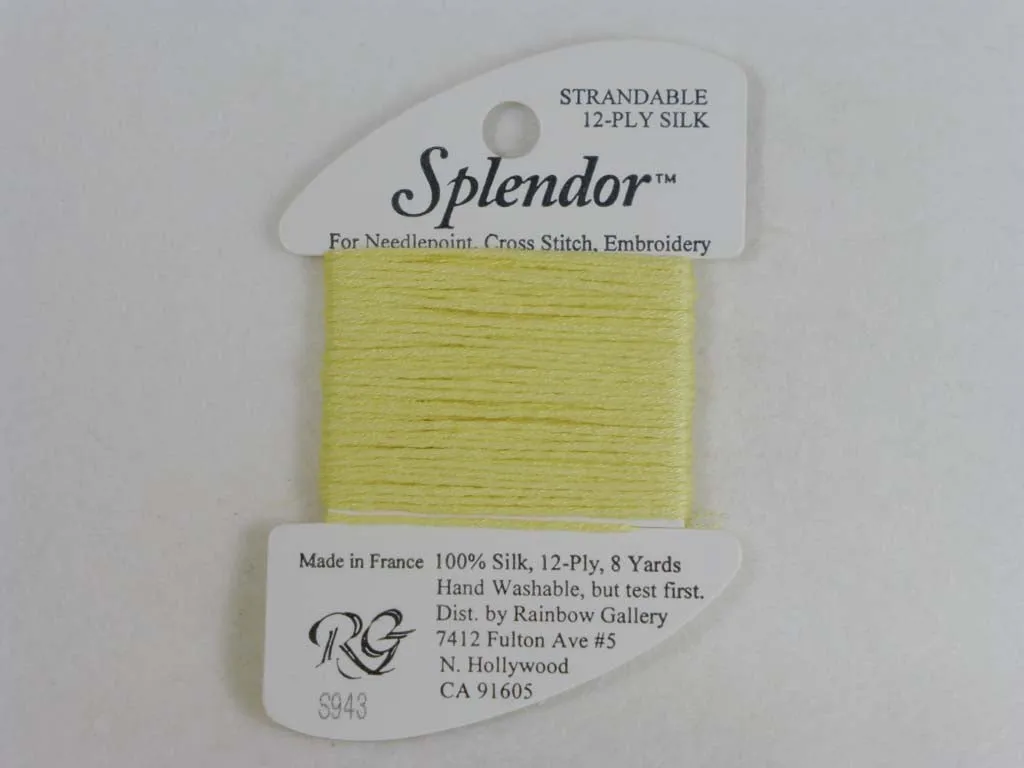 STRANDABLE
12-PLY SILK
Splendor™
For Needlepoint, Cross Stitch, Embroidery
Made in France
100% Silk, 12-Ply, 8 Yards
Hand Washable, but test first.
Dist. by Rainbow Gallery
7412 Fulton Ave #5
N. Hollywood
CA 91605
RG
S943